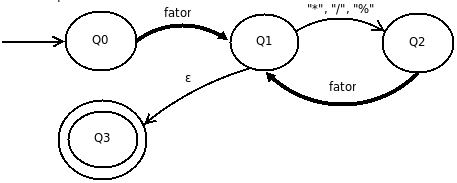 fator
"*", "/", "%"
Q0
Q1
Q2
ε
fator
Q3